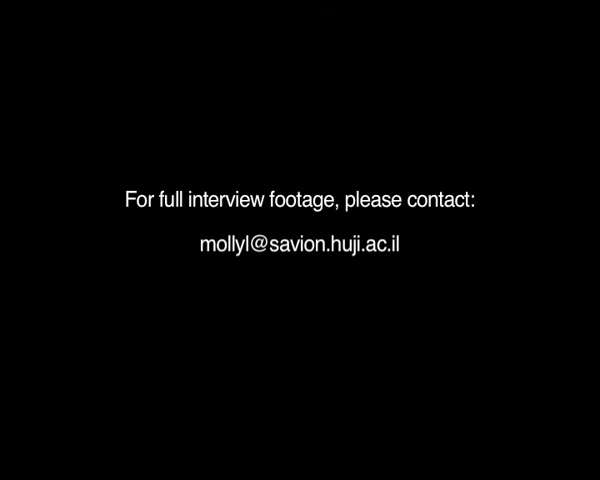 For full interview footage, please contact:
mollyl@savion.huji.ac.il